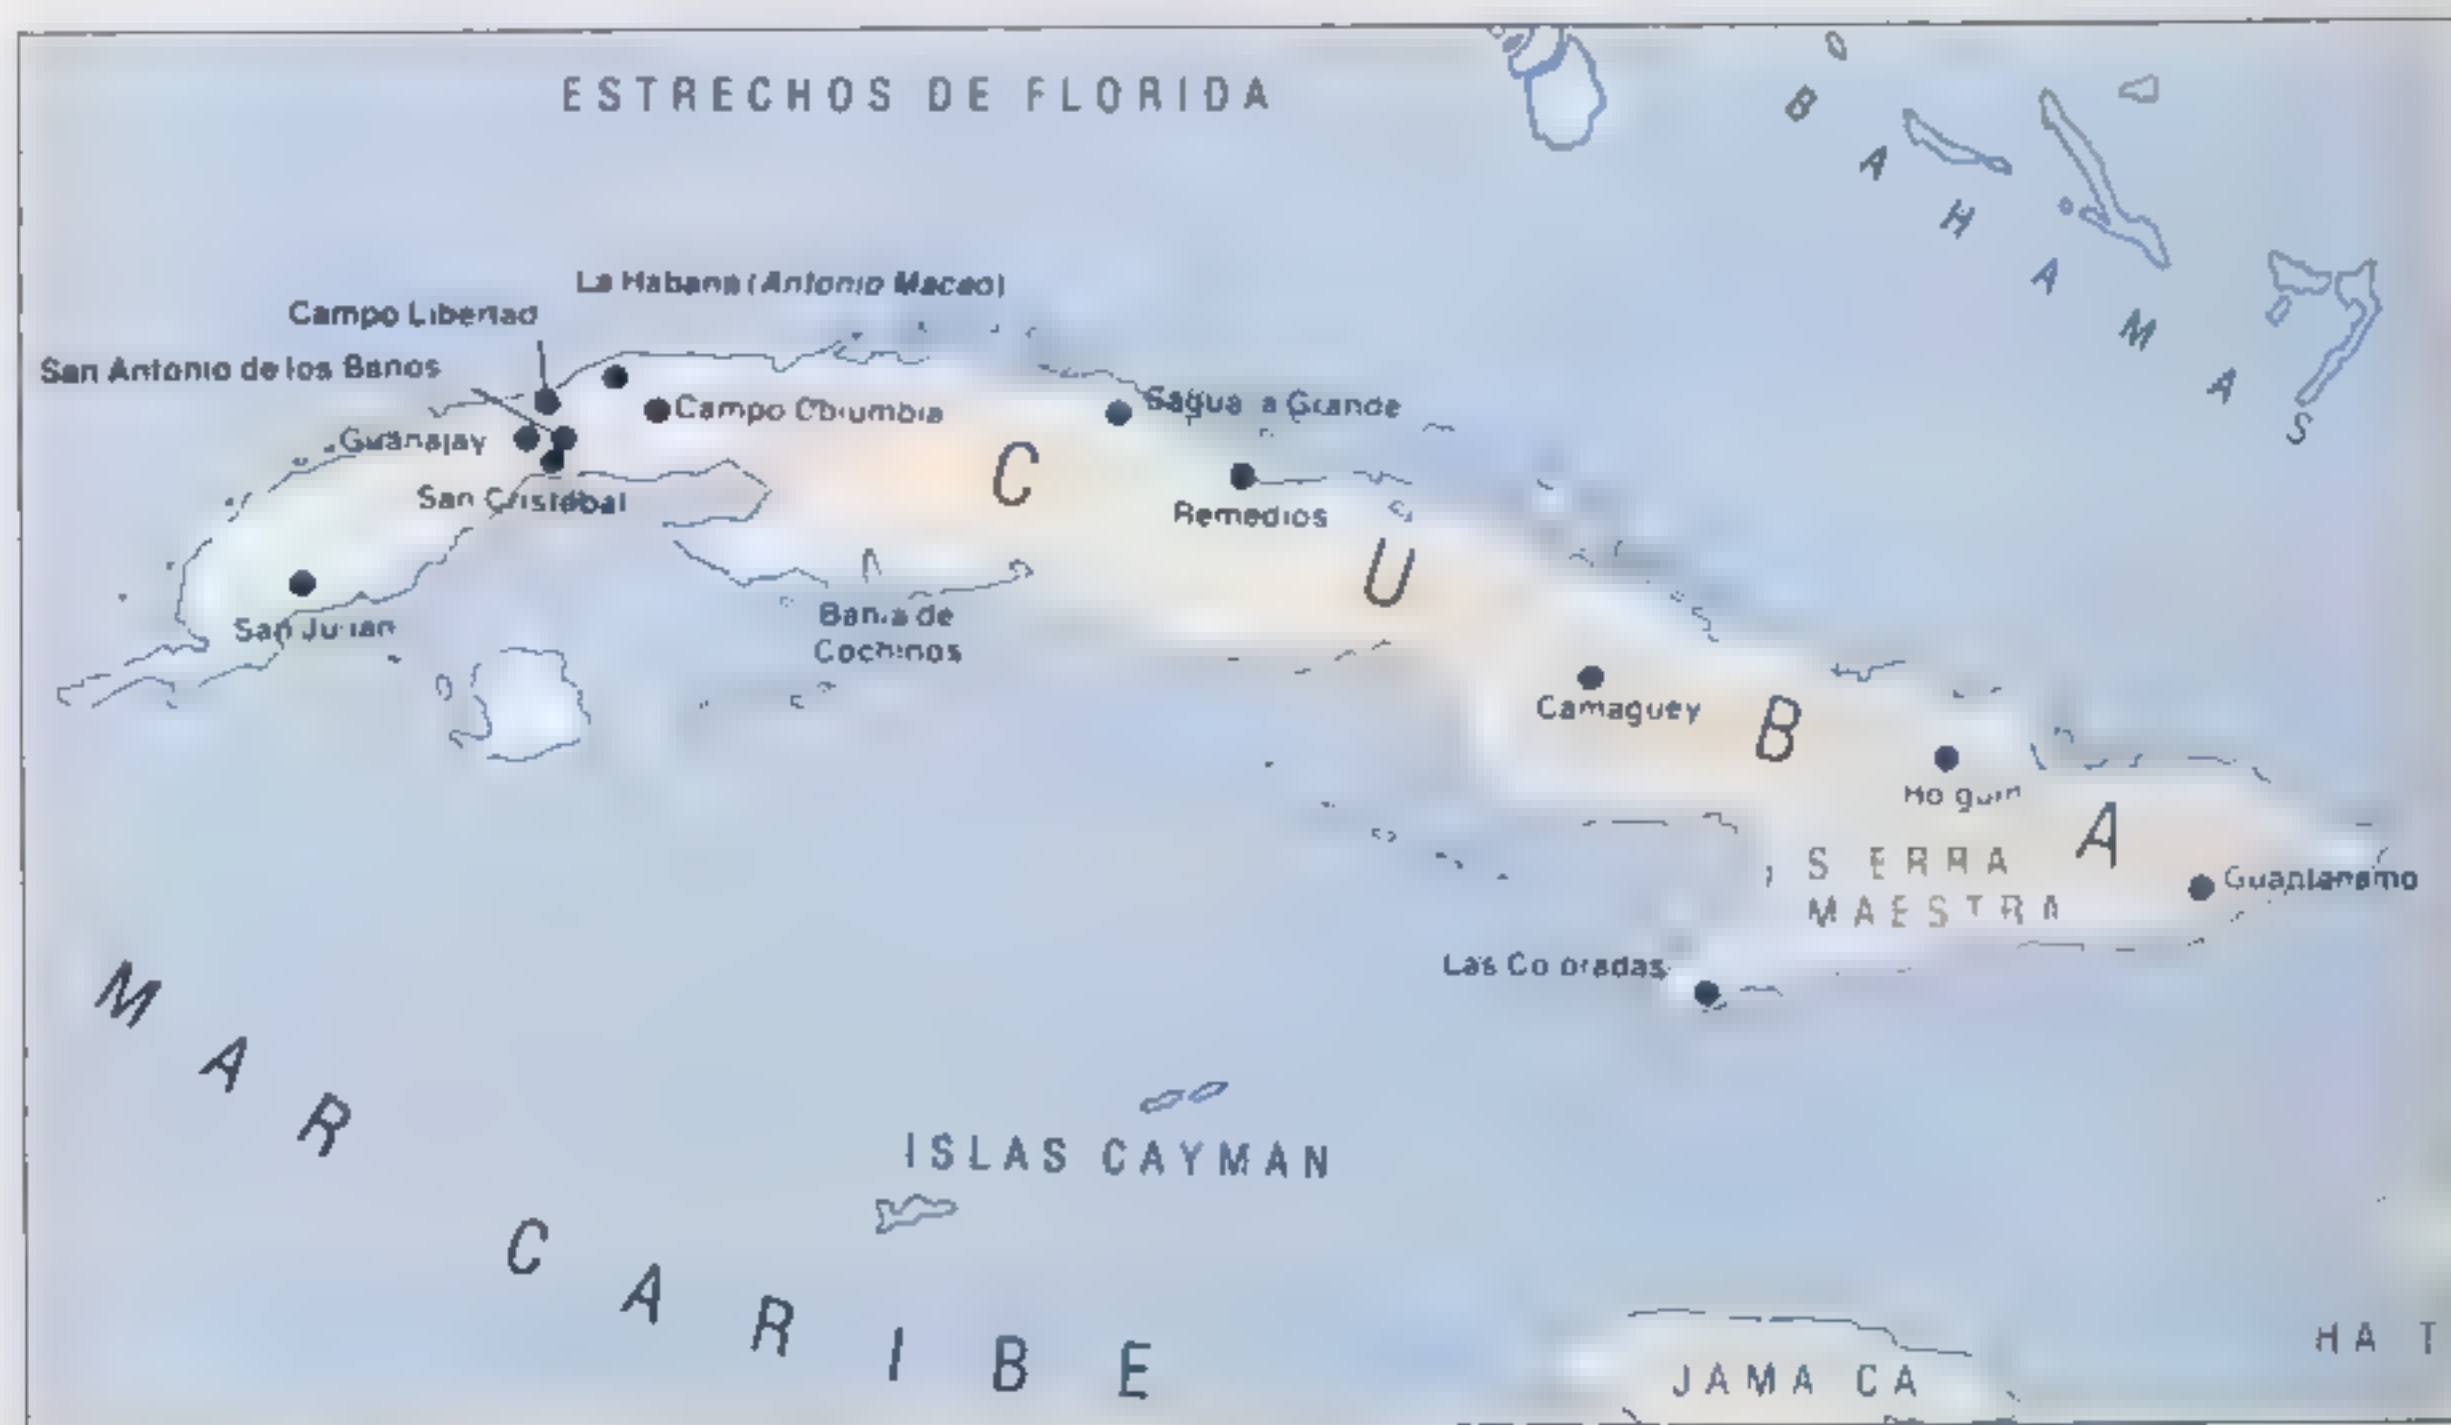 ESTRECHOS DE FLORIDA
BAHAMAS
La Habana (Antonio Maceo)
Campo Libertad
San Antonio de los Banos
Campo Columbia
Sagua la Grande
Guanajay
San Cristobal
Remedios
CUBA
San Julian
Bahia de
Cochinos
Camaguey
Holguin
SIERRA
MAESTRA
Guantanamo
Las Coloradas
MAR CARIBE
ISLAS CAYMAN
JAMAICA